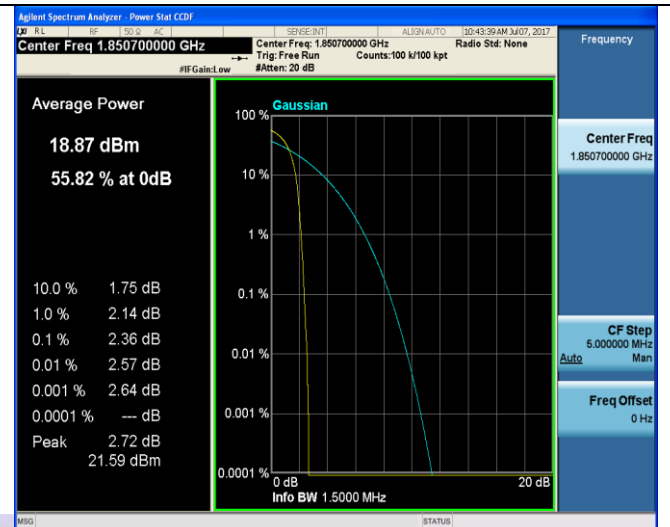 Agilent Spectrum Analyzer - Power Stat CCDF
LXI RL RF 50 Ω AC SENSE:INT ALIGN AUTO 10:43:39 AM Jul 07, 2017
Center Freq 1.850700000 GHz
Center Freq: 1.850700000 GHz Radio Std: None
Trig: Free Run Counts:100 k/100 kpt
#IFGain:Low #Atten: 20 dB
Frequency
Average Power
18.87 dBm
55.82 % at 0dB
10.0 % 1.75 dB
1.0 % 2.14 dB
0.1 % 2.36 dB
0.01 % 2.57 dB
0.001 % 2.64 dB
0.0001 % --- dB
Peak 2.72 dB
21.59 dBm
Gaussian
100 %
10 %
1 %
0.1 %
0.01 %
0.001 %
0.0001 %
0 dB 20 dB
Info BW 1.5000 MHz
Center Freq
1.850700000 GHz
CF Step
5.000000 MHz
Auto Man
Freq Offset
0 Hz
MSG STATUS